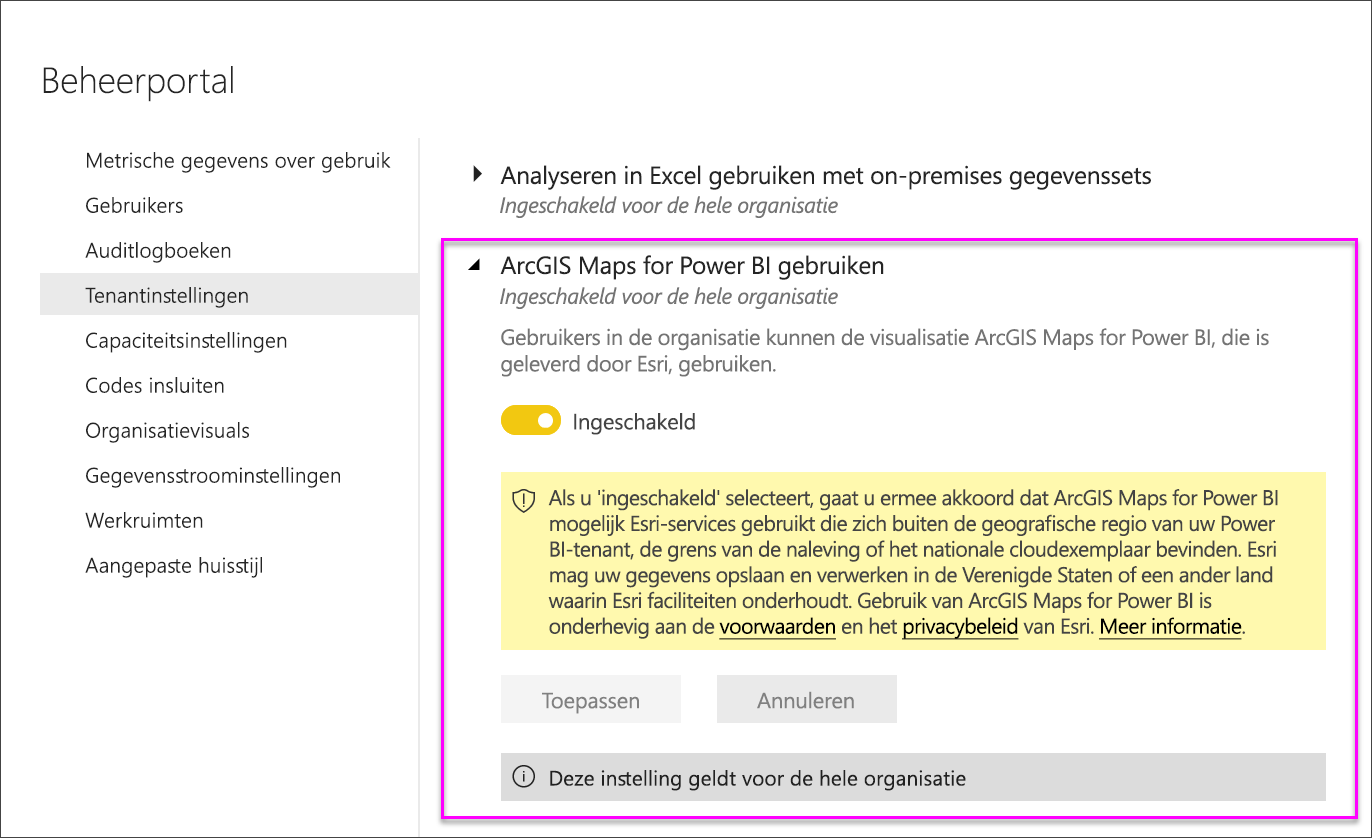 Beheerportal
Metrische gegevens over gebruik
Gebruikers
Auditlogboeken
Tenantinstellingen
Capaciteitsinstellingen
Codes insluiten
Organisatievisuals
Gegevensstroominstellingen
Werkruimten
Aangepaste huisstijl
Analyseren in Excel gebruiken met on-premises gegevenssets
Ingeschakeld voor de hele organisatie
ArcGIS Maps for Power BI gebruiken
Ingeschakeld voor de hele organisatie
Gebruikers in de organisatie kunnen de visualisatie ArcGIS Maps for Power BI, die is
geleverd door Esri, gebruiken.
Ingeschakeld
Als u 'ingeschakeld' selecteert, gaat u ermee akkoord dat ArcGIS Maps for Power BI
mogelijk Esri-services gebruikt die zich buiten de geografische regio van uw Power
BI-tenant, de grens van de naleving of het nationale cloudexemplaar bevinden. Esri
mag uw gegevens opslaan en verwerken in de Verenigde Staten of een ander land
waarin Esri faciliteiten onderhoudt. Gebruik van ArcGIS Maps for Power BI is
onderhevig aan de voorwaarden en het privacybeleid van Esri. Meer informatie.
Toepassen
Annuleren
Deze instelling geldt voor de hele organisatie